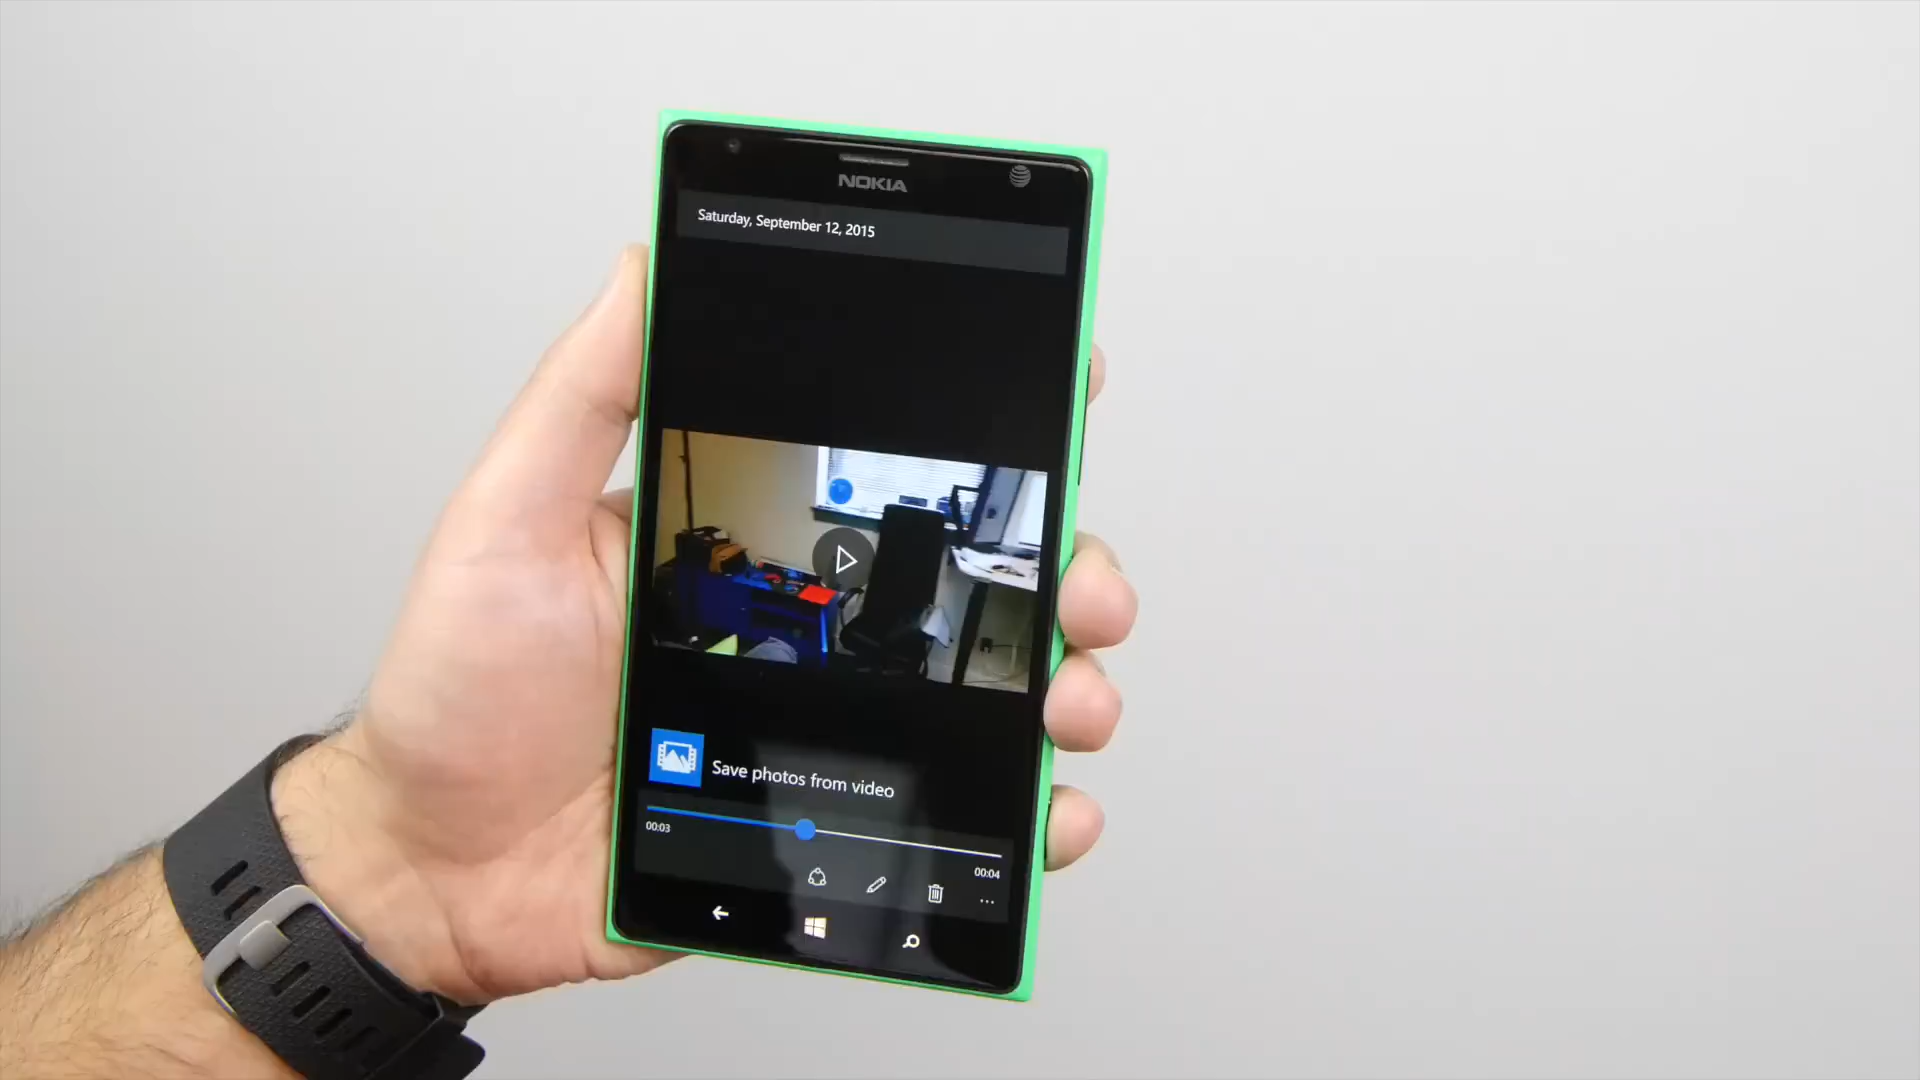 NOKIA
Saturday, September 12, 2015
Save photos from video
00:03
00:04